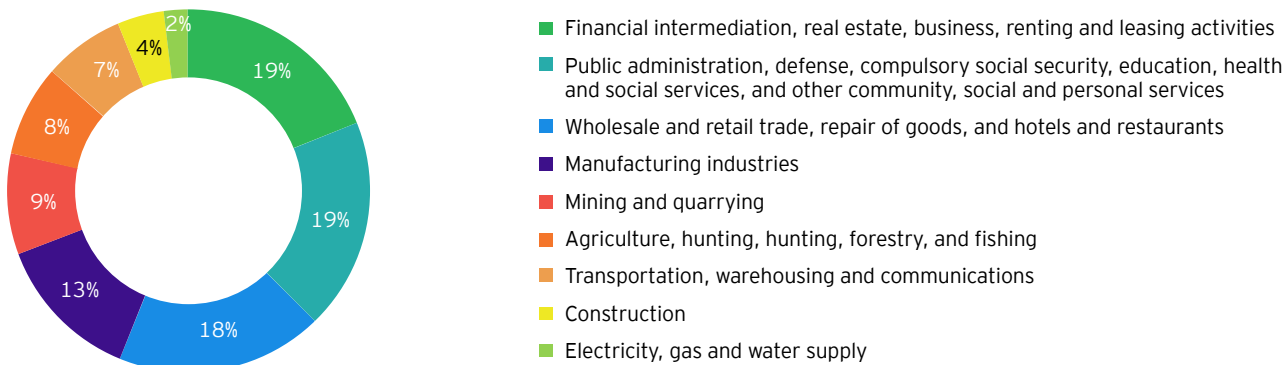 2%
4%
19%
7%
8%
9%
19%
13%
18%
Financial intermediation, real estate, business, renting and leasing activities
Public administration, defense, compulsory social security, education, health
and social services, and other community, social and personal services
Wholesale and retail trade, repair of goods, and hotels and restaurants
Manufacturing industries
Mining and quarrying
Agriculture, hunting, hunting, forestry, and fishing
Transportation, warehousing and communications
Construction
Electricity, gas and water supply